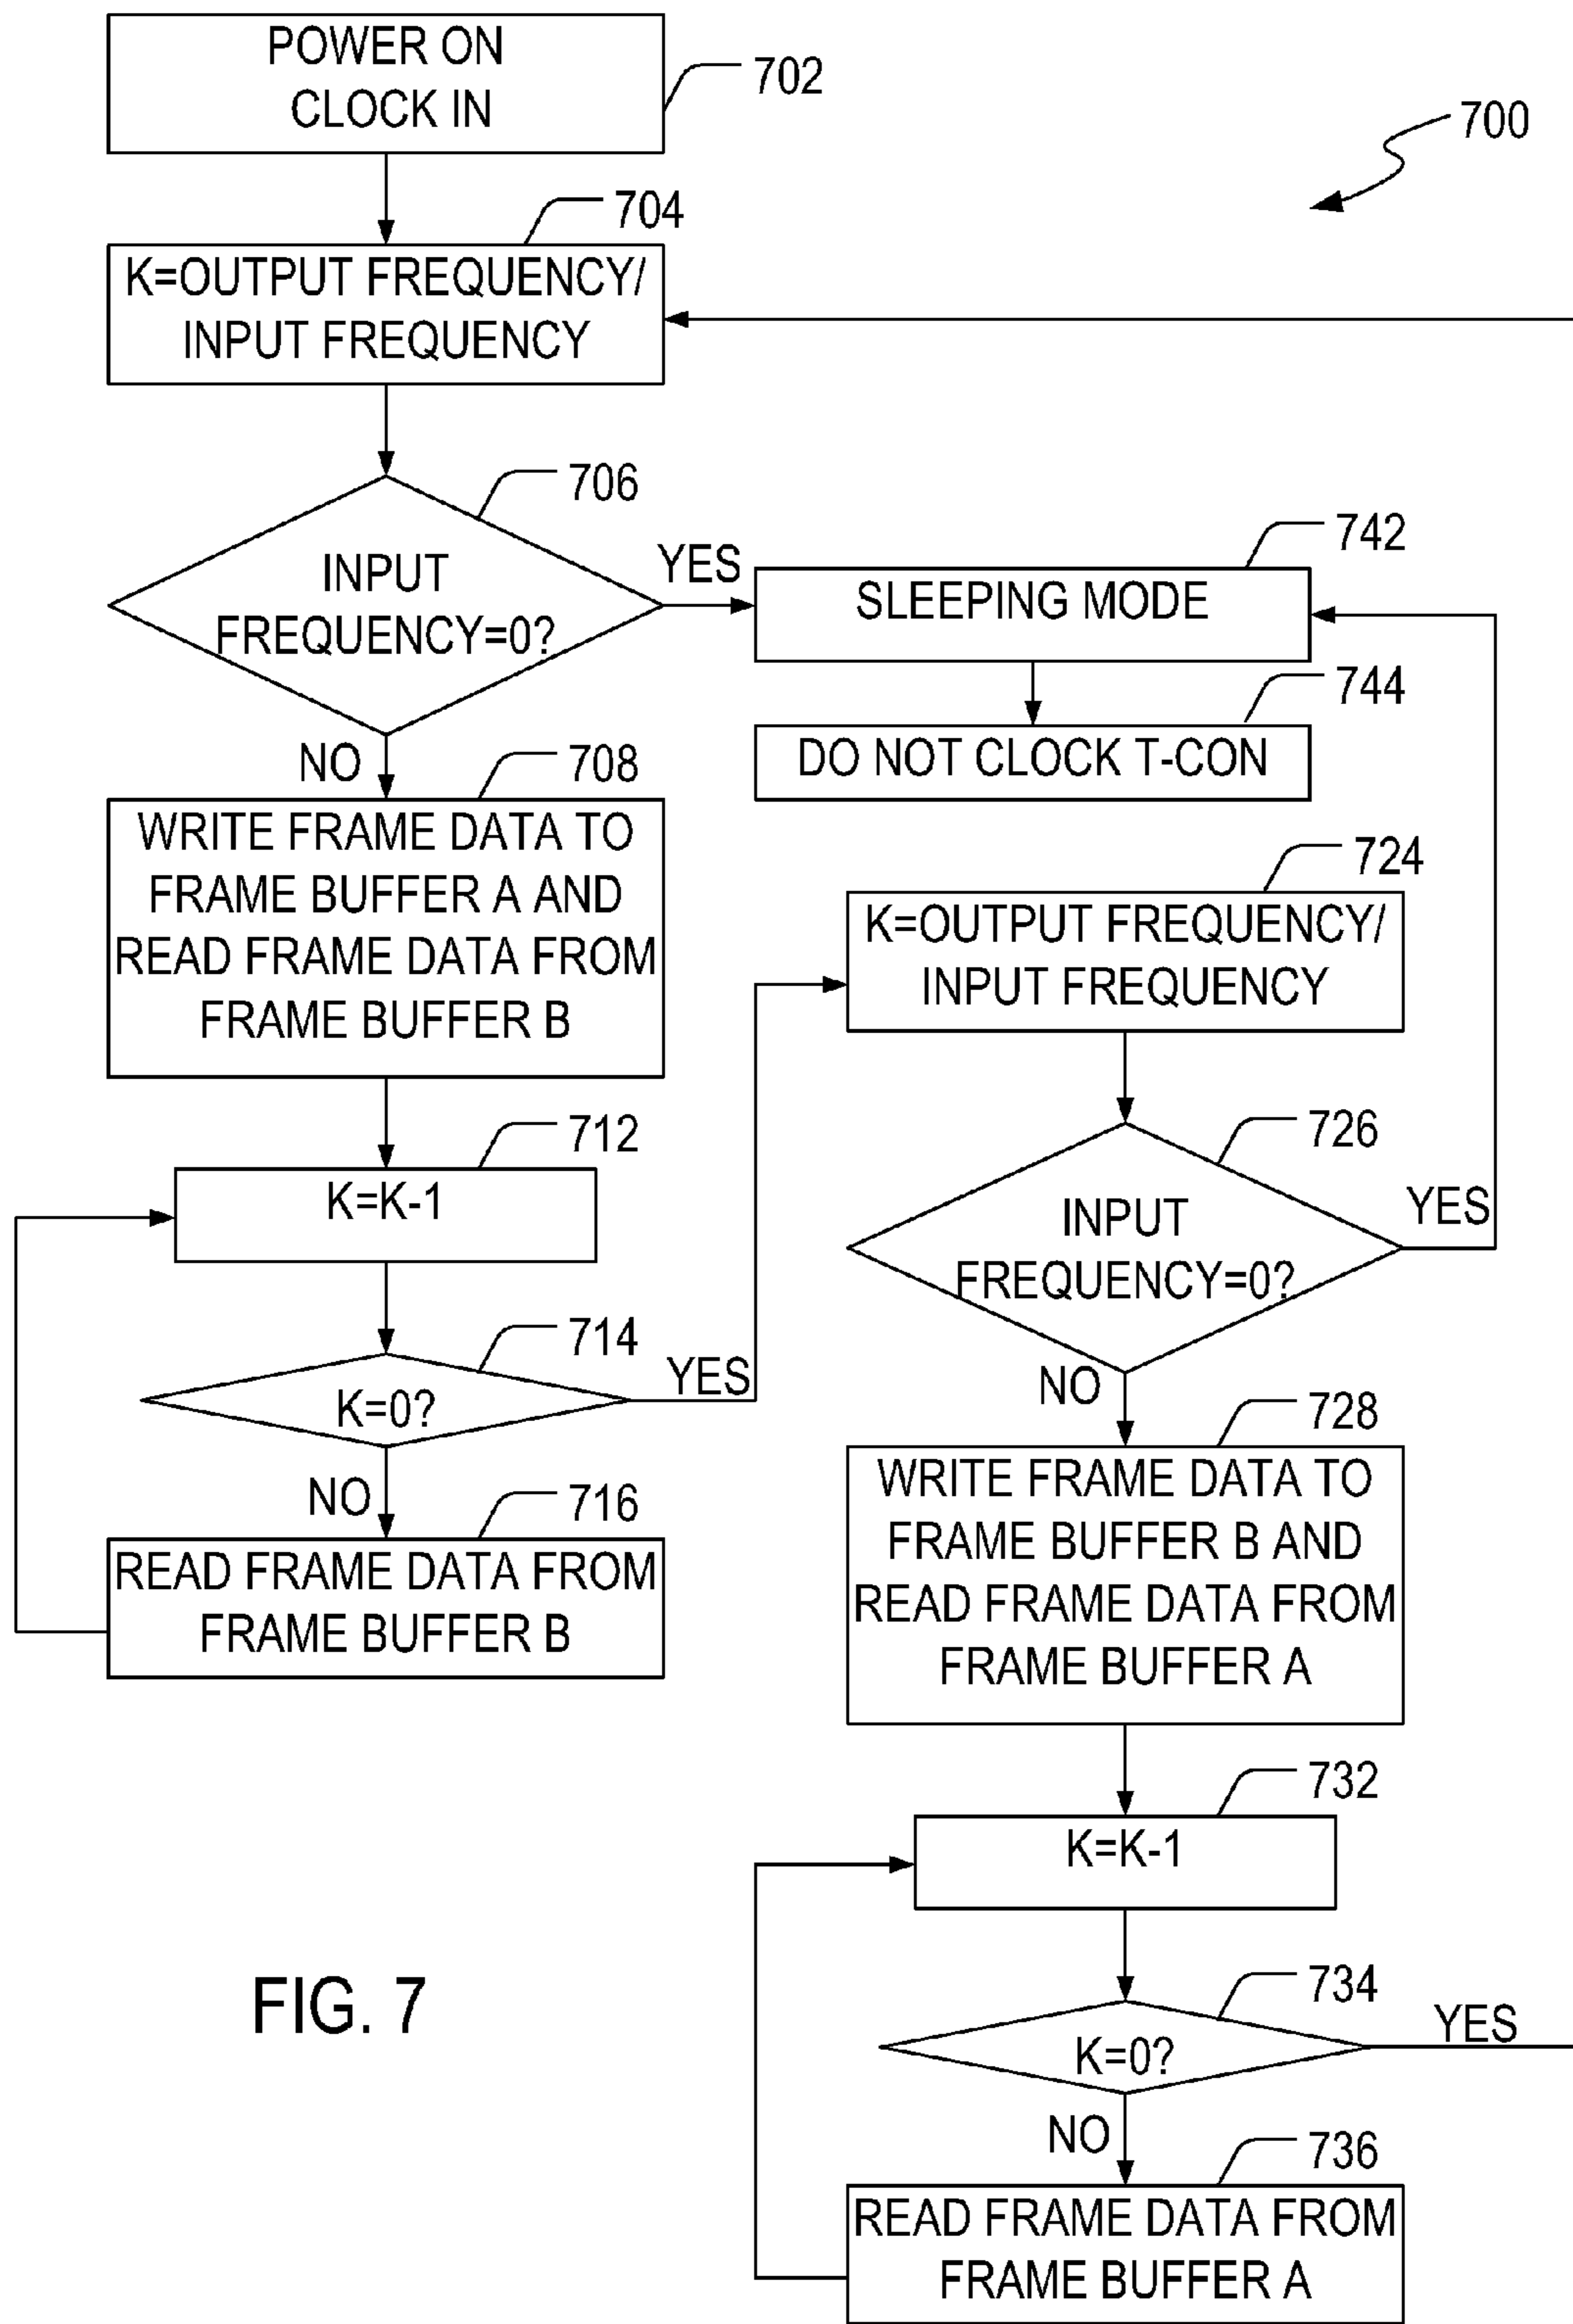 POWER ON
CLOCK IN
702
700
704
K=OUTPUT FREQUENCY/
INPUT FREQUENCY
706
INPUT
FREQUENCY=0?
YES
742
SLEEPING MODE
744
DO NOT CLOCK T-CON
NO
708
WRITE FRAME DATA TO
FRAME BUFFER A AND
READ FRAME DATA FROM
FRAME BUFFER B
712
K=K-1
714
K=0?
YES
NO
716
READ FRAME DATA FROM
FRAME BUFFER B
724
K=OUTPUT FREQUENCY/
INPUT FREQUENCY
726
INPUT
FREQUENCY=0?
YES
NO
728
WRITE FRAME DATA TO
FRAME BUFFER B AND
READ FRAME DATA FROM
FRAME BUFFER A
732
K=K-1
734
K=0?
YES
NO
736
READ FRAME DATA FROM
FRAME BUFFER A
FIG. 7